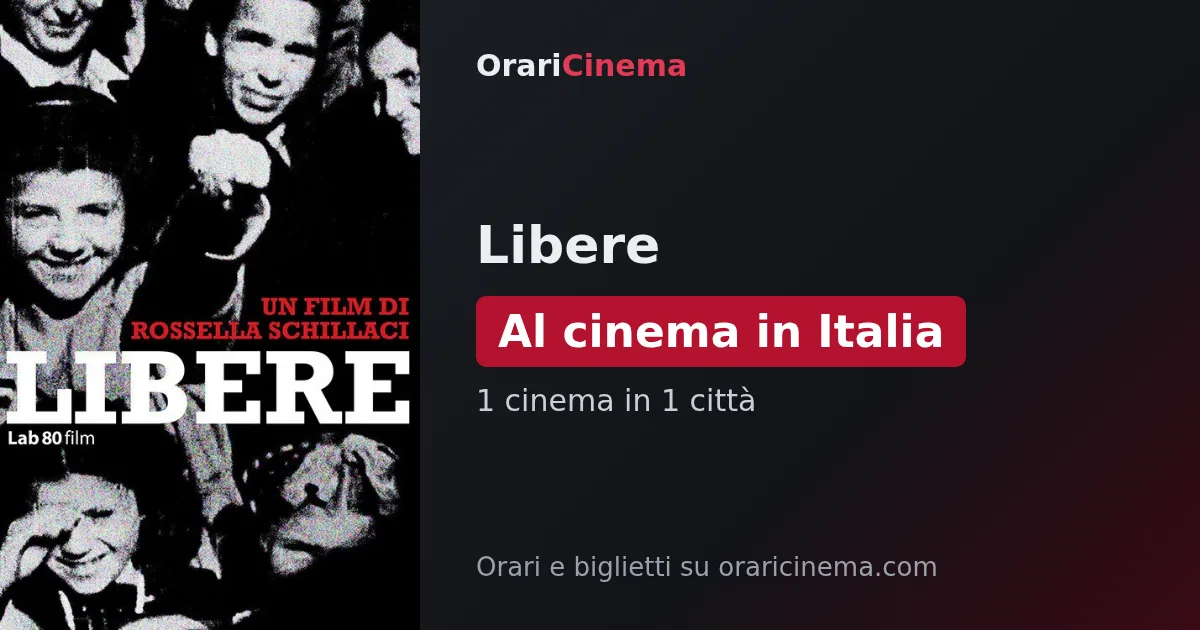 UN FILM DI
ROSSELLA SCHILLACI
LIBERE
Lab 80 film
OrariCinema
Libere
Al cinema in Italia
1 cinema in 1 città
Orari e biglietti su oraricinema.com